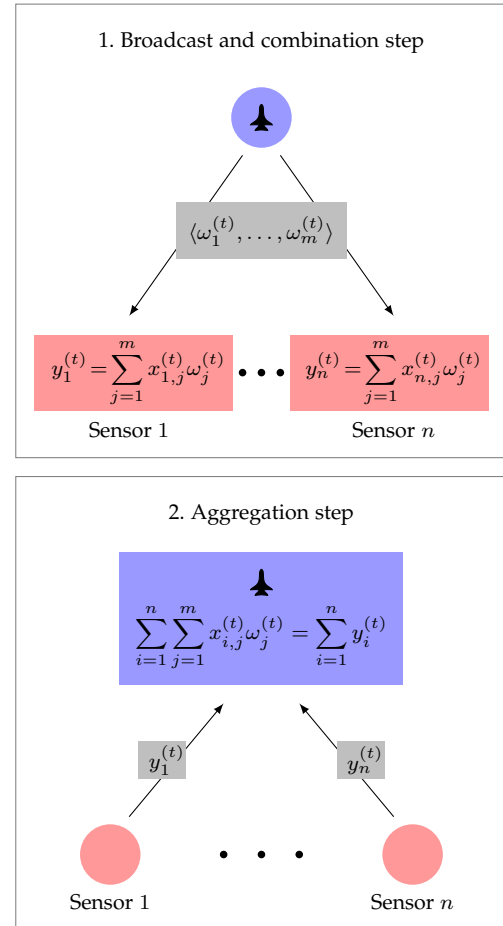 1. Broadcast and combination step
⟨ω_1^{(t)}, . . . , ω_m^{(t)}⟩
y_1^{(t)} = ∑_{j=1}^{m} x_{1,j}^{(t)} ω_j^{(t)} • • • y_n^{(t)} = ∑_{j=1}^{m} x_{n,j}^{(t)} ω_j^{(t)}
Sensor 1 Sensor n
2. Aggregation step
∑_{i=1}^{n} ∑_{j=1}^{m} x_{i,j}^{(t)} ω_j^{(t)} = ∑_{i=1}^{n} y_i^{(t)}
y_1^{(t)} y_n^{(t)}
Sensor 1 Sensor n